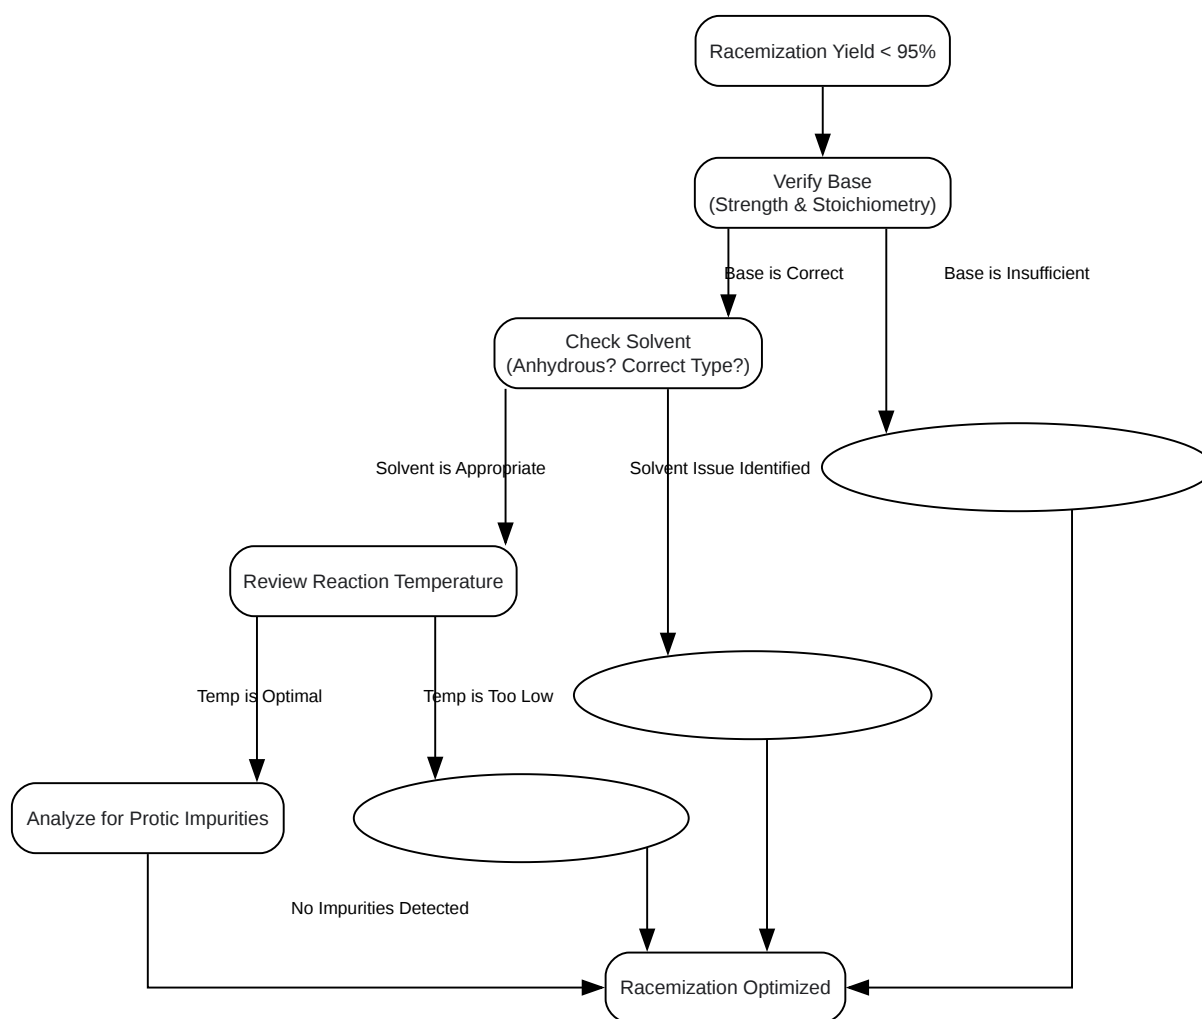 Racemization Yield < 95%
Verify Base
(Strength & Stoichiometry)
Base is Correct
Base is Insufficient
Check Solvent
(Anhydrous? Correct Type?)
Solvent is Appropriate
Solvent Issue Identified
Review Reaction Temperature
Temp is Optimal
Temp is Too Low
Analyze for Protic Impurities
No Impurities Detected
Racemization Optimized